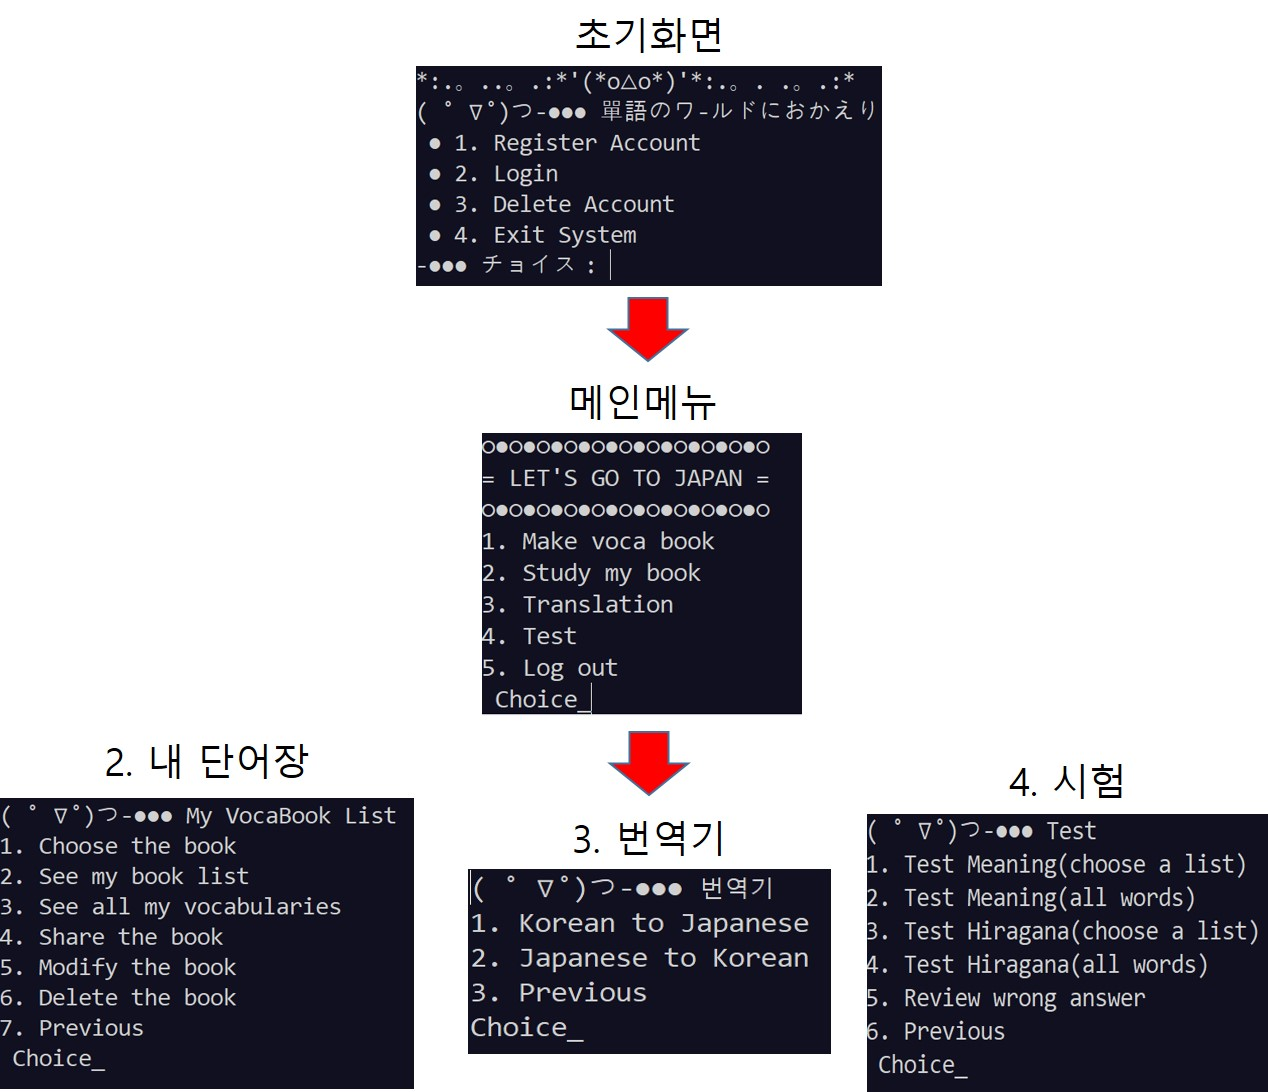 초기화면
*:.。..。.:*'(*o△o*)'*:.。. .。.:*
( ﾟ ∇ﾟ)つ-●●● 單語のワ-ルドにおかえり
● 1. Register Account
● 2. Login
● 3. Delete Account
● 4. Exit System
-●●● チョイス :
메인메뉴
○●○●○●○●○●○●○●○●○●○●○
= LET'S GO TO JAPAN =
○●○●○●○●○●○●○●○●○●○●○
1. Make voca book
2. Study my book
3. Translation
4. Test
5. Log out
Choice_
2. 내 단어장
( ﾟ ∇ﾟ)つ-●●● My VocaBook List
1. Choose the book
2. See my book list
3. See all my vocabularies
4. Share the book
5. Modify the book
6. Delete the book
7. Previous
Choice_
3. 번역기
( ﾟ ∇ﾟ)つ-●●● 번역기
1. Korean to Japanese
2. Japanese to Korean
3. Previous
Choice_
4. 시험
( ﾟ ∇ﾟ)つ-●●● Test
1. Test Meaning(choose a list)
2. Test Meaning(all words)
3. Test Hiragana(choose a list)
4. Test Hiragana(all words)
5. Review wrong answer
6. Previous
Choice_